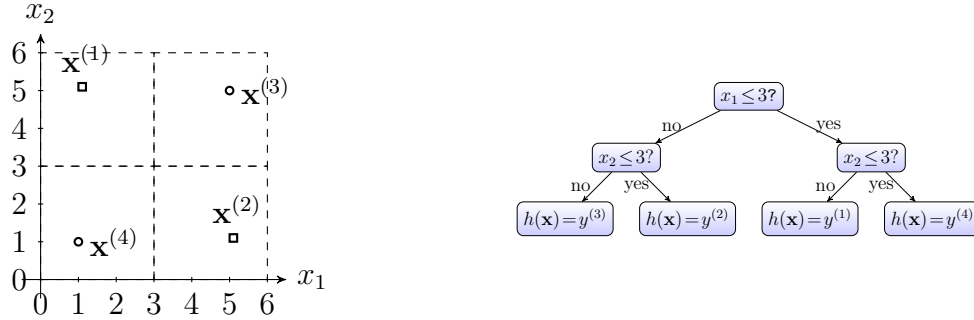 x₂
6
x⁽¹⁾
5
x⁽³⁾
4
3
2
x⁽²⁾
1
x⁽⁴⁾
0
x₁
0 1 2 3 4 5 6
x₁≤3?
no
yes
x₂≤3?
x₂≤3?
no
yes
no
yes
h(x)=y⁽³⁾
h(x)=y⁽²⁾
h(x)=y⁽¹⁾
h(x)=y⁽⁴⁾